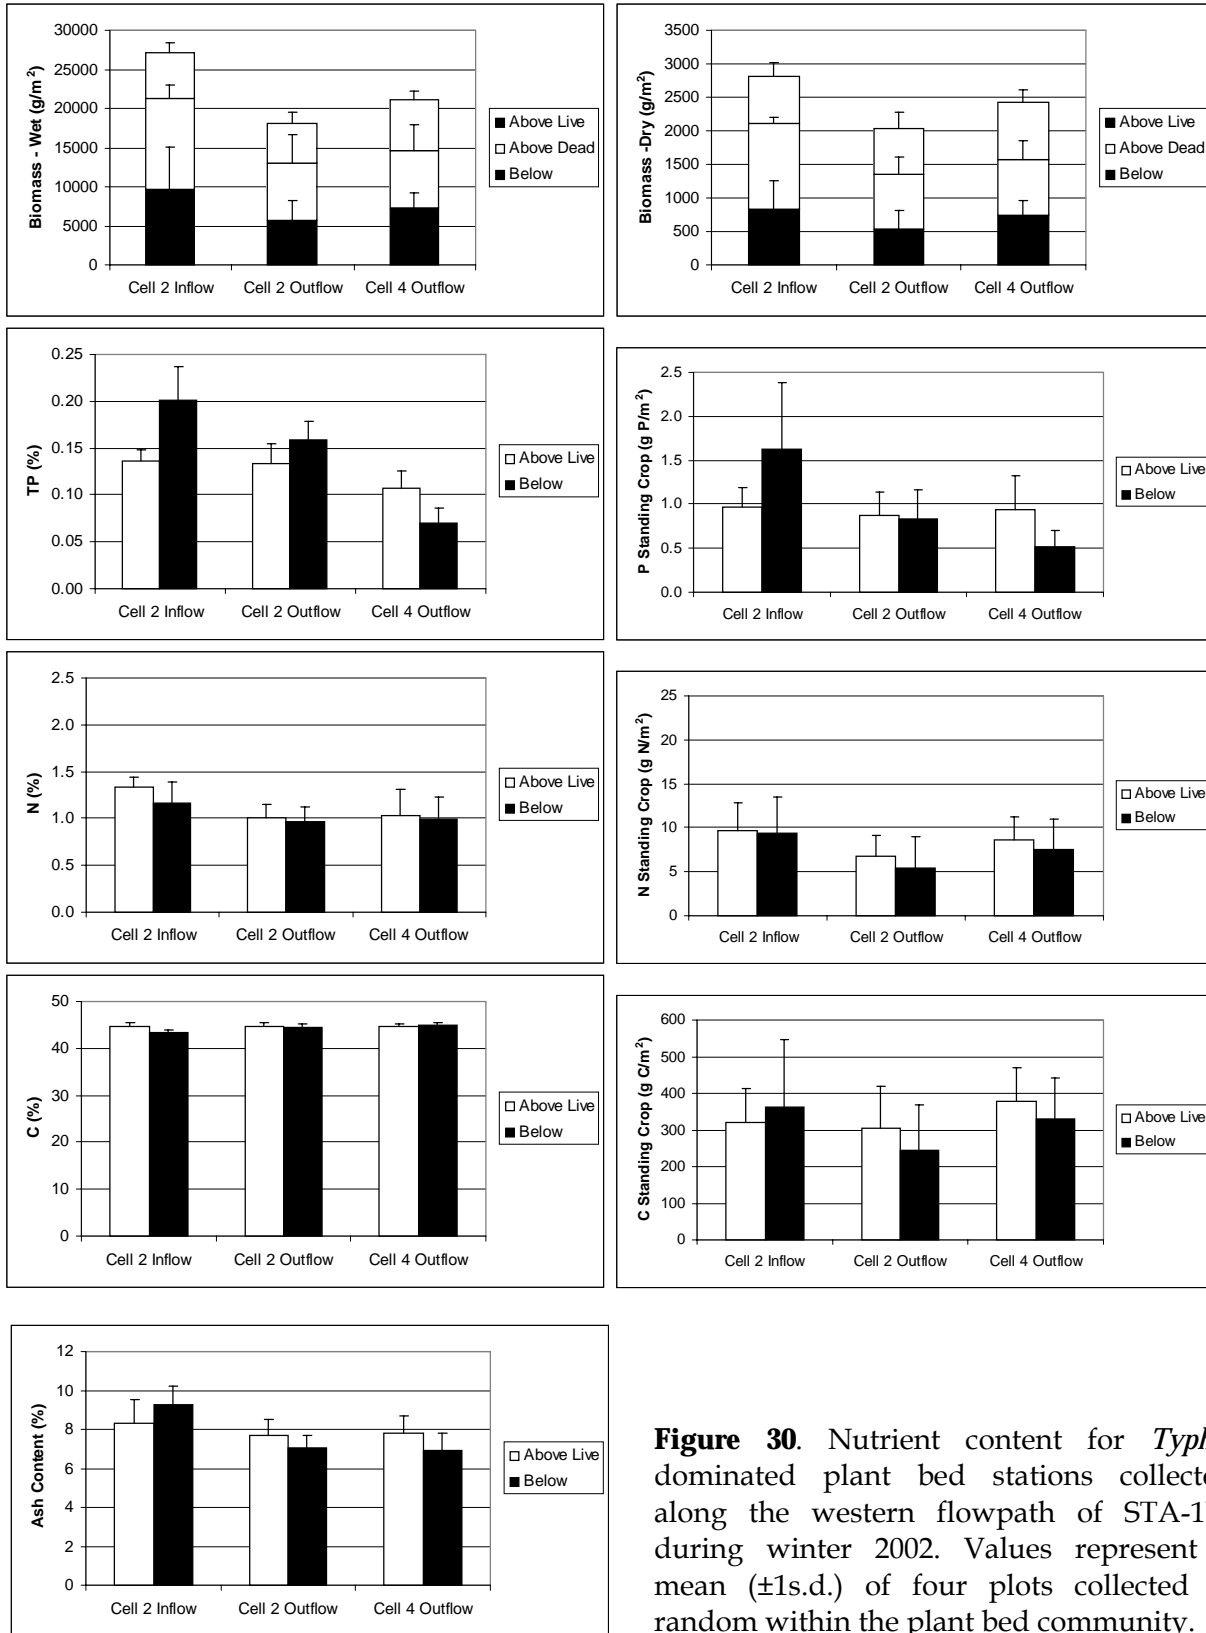 Biomass - Wet (g/m²)
30000
25000
20000
15000
10000
5000
0
Cell 2 Inflow Cell 2 Outflow Cell 4 Outflow
Above Live
Above Dead
Below
Biomass -Dry (g/m²)
3500
3000
2500
2000
1500
1000
500
0
Cell 2 Inflow Cell 2 Outflow Cell 4 Outflow
Above Live
Above Dead
Below
TP (%)
0.25
0.20
0.15
0.10
0.05
0.00
Cell 2 Inflow Cell 2 Outflow Cell 4 Outflow
Above Live
Below
P Standing Crop (g P/m²)
2.5
2.0
1.5
1.0
0.5
0.0
Cell 2 Inflow Cell 2 Outflow Cell 4 Outflow
Above Live
Below
N (%)
2.5
2.0
1.5
1.0
0.5
0.0
Cell 2 Inflow Cell 2 Outflow Cell 4 Outflow
Above Live
Below
N Standing Crop (g N/m²)
25
20
15
10
5
0
Cell 2 Inflow Cell 2 Outflow Cell 4 Outflow
Above Live
Below
C (%)
50
40
30
20
10
0
Cell 2 Inflow Cell 2 Outflow Cell 4 Outflow
Above Live
Below
C Standing Crop (g C/m²)
600
500
400
300
200
100
0
Cell 2 Inflow Cell 2 Outflow Cell 4 Outflow
Above Live
Below
Ash Content (%)
12
10
8
6
4
2
0
Cell 2 Inflow Cell 2 Outflow Cell 4 Outflow
Above Live
Below
Figure 30. Nutrient content for
dominated plant bed stations
along the western flowpath of
during winter 2002. Values represent
mean (±1s.d.) of four plots collected
random within the plant bed community.